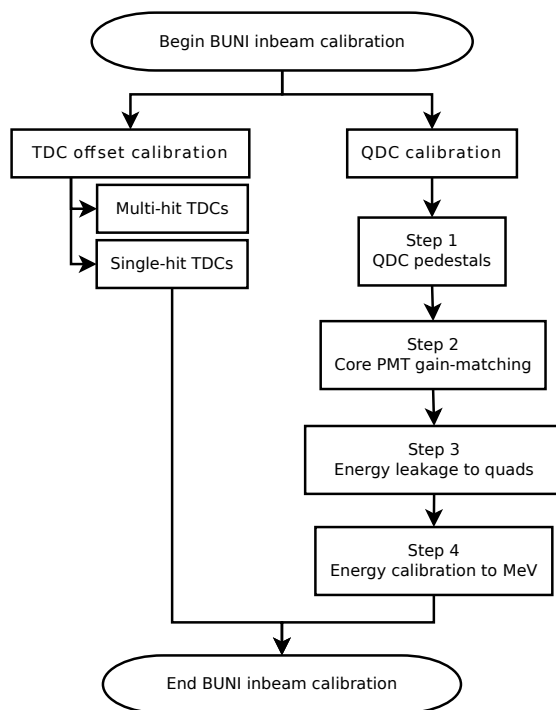 Begin BUNI inbeam calibration
TDC offset calibration
QDC calibration
Multi-hit TDCs
Single-hit TDCs
Step 1
QDC pedestals
Step 2
Core PMT gain-matching
Step 3
Energy leakage to quads
Step 4
Energy calibration to MeV
End BUNI inbeam calibration